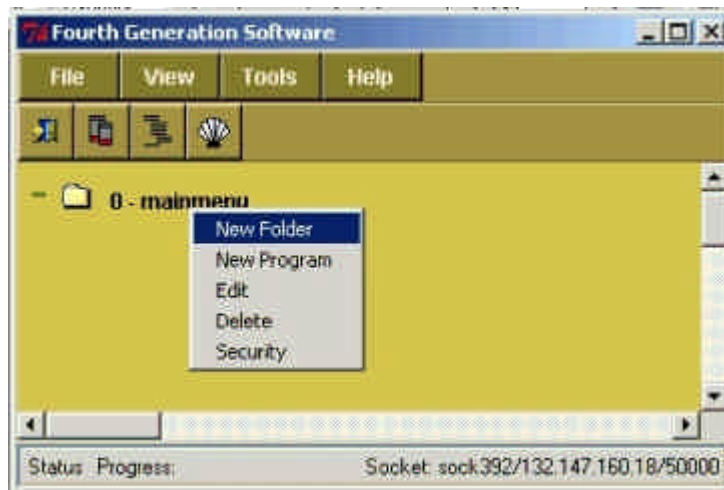 Fourth Generation Software
File View Tools Help
0 - mainmenu
New Folder
New Program
Edit
Delete
Security
Status Progress: Socket: sock392/132.147.160.18/50000